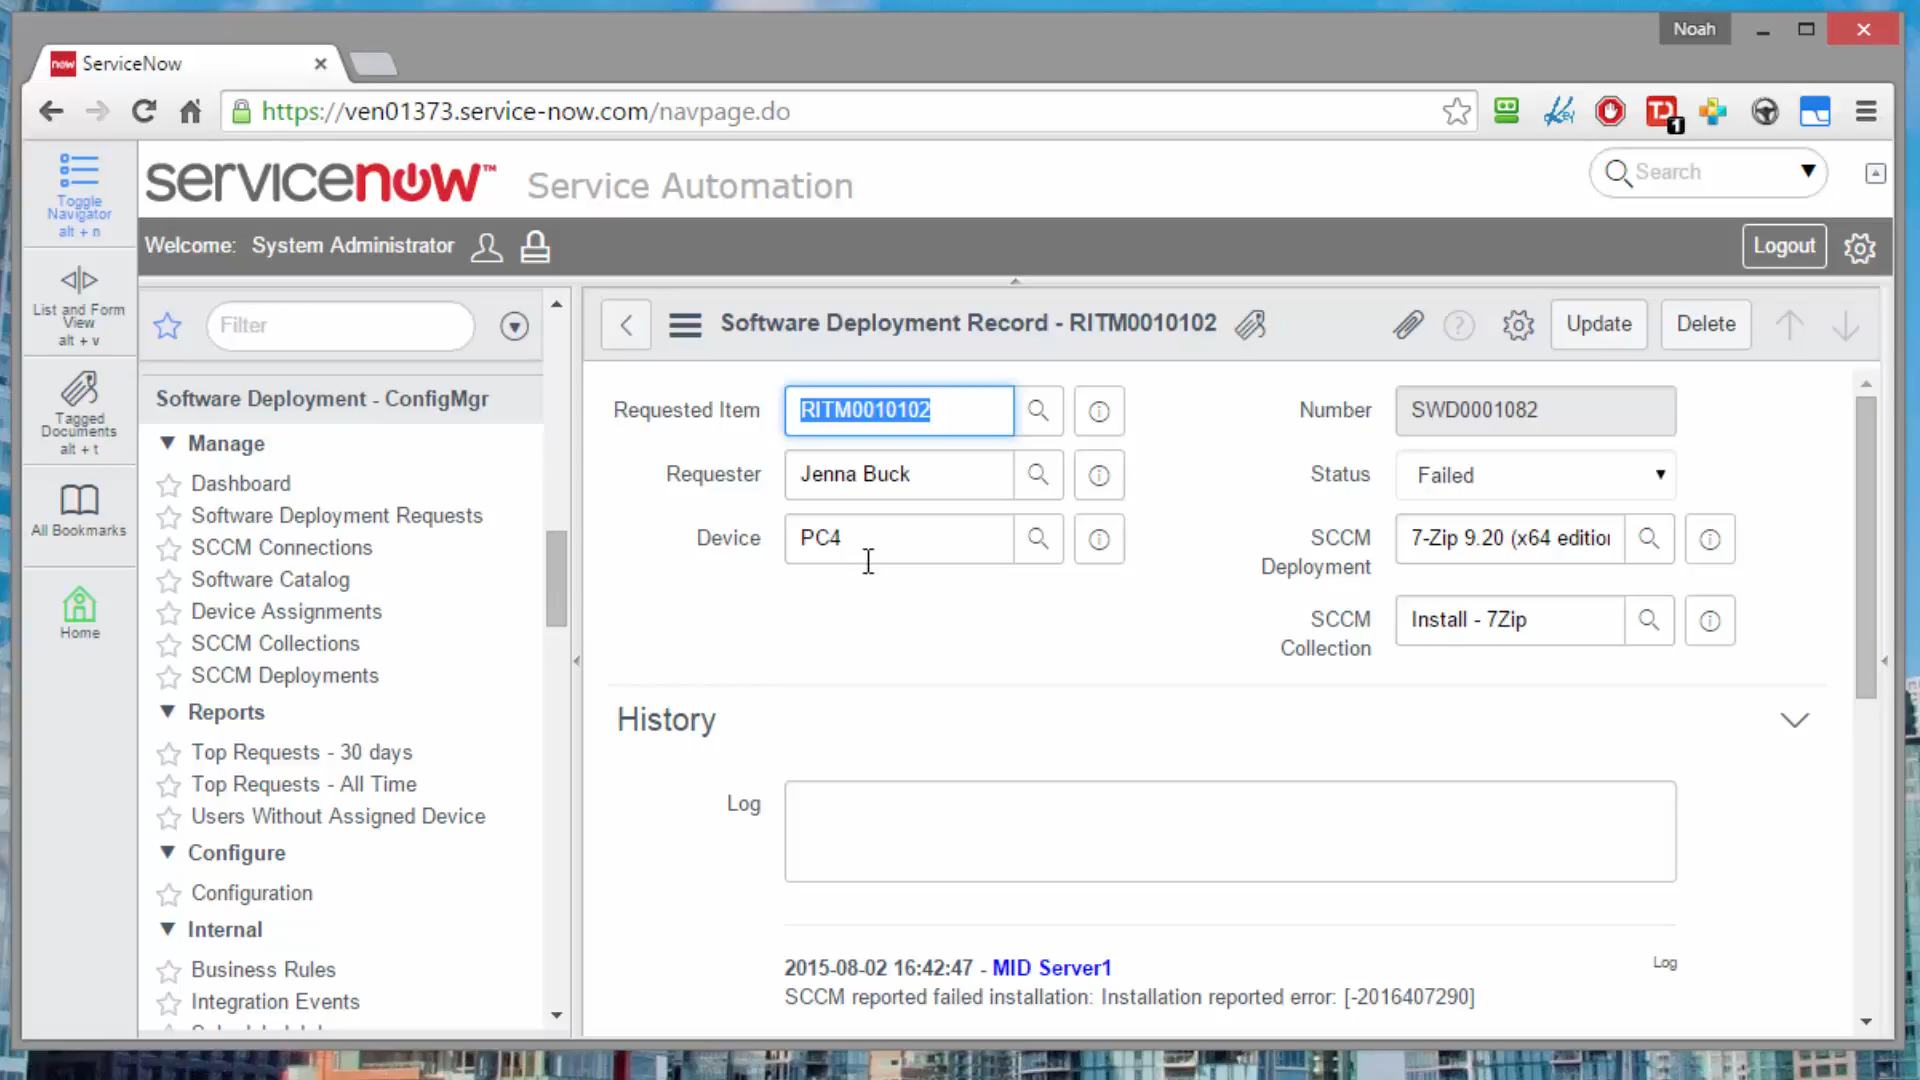 Noah
now ServiceNow
https://ven01373.service-now.com/navpage.do
TD 1
Toggle
Navigator
alt + n
List and Form
View
alt + v
Tagged
Documents
alt + t
All Bookmarks
Home
servicenow™ Service Automation
Search
Welcome: System Administrator
Logout
Filter
Software Deployment - ConfigMgr
Manage
Dashboard
Software Deployment Requests
SCCM Connections
Software Catalog
Device Assignments
SCCM Collections
SCCM Deployments
Reports
Top Requests - 30 days
Top Requests - All Time
Users Without Assigned Device
Configure
Configuration
Internal
Business Rules
Integration Events
Software Deployment Record - RITM0010102
Update
Delete
Requested Item RITM0010102
Requester Jenna Buck
Device PC4
Number SWD0001082
Status Failed
SCCM
Deployment
7-Zip 9.20 (x64 edition
SCCM
Collection
Install - 7Zip
History
Log
2015-08-02 16:42:47 - MID Server1
Log
SCCM reported failed installation: Installation reported error: [-2016407290]